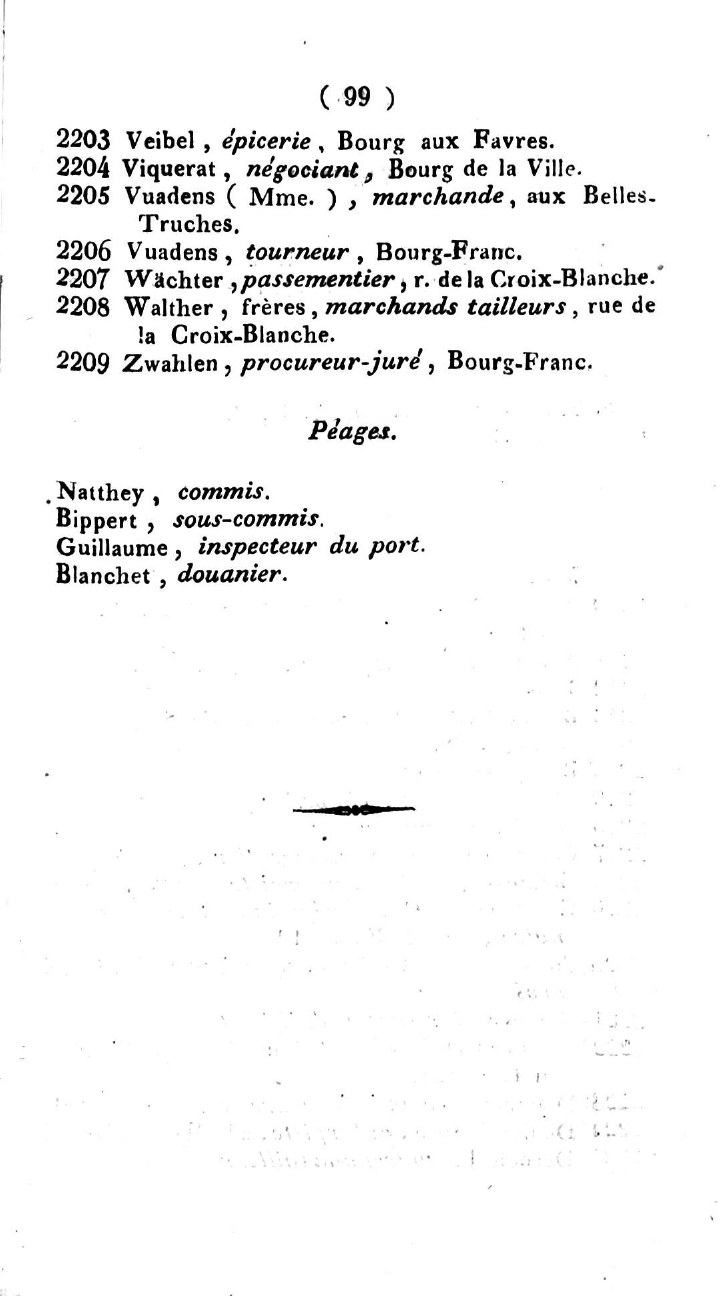 ( 99 )
2203 Veibel , épicerie , Bourg aux Favres.
2204 Viquerat , négociant , Bourg de la Ville.
2205 Vuadens ( Mme. ) , marchande , aux Belles-
Truches.
2206 Vuadens , tourneur , Bourg-Franc.
2207 Wächter , passementier , r. de la Croix-Blanche.
2208 Walther , frères , marchands tailleurs , rue de
la Croix-Blanche.
2209 Zwahlen , procureur-juré , Bourg-Franc.
Péages.
Natthey , commis.
Bippert , sous-commis.
Guillaume , inspecteur du port.
Blanchet , douanier.